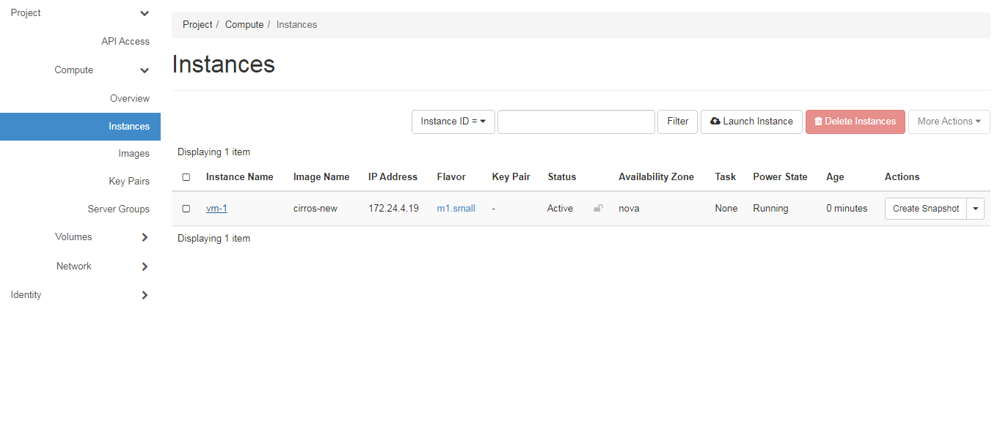 Project
API Access
Compute
Overview
Instances
Images
Key Pairs
Server Groups
Volumes
Network
Identity
Project / Compute / Instances
Instances
Instance ID = Filter Launch Instance Delete Instances More Actions
Displaying 1 item
Instance Name Image Name IP Address Flavor Key Pair Status Availability Zone Task Power State Age Actions
vm-1 cirros-new 172.24.4.19 m1.small - Active nova None Running 0 minutes Create Snapshot
Displaying 1 item